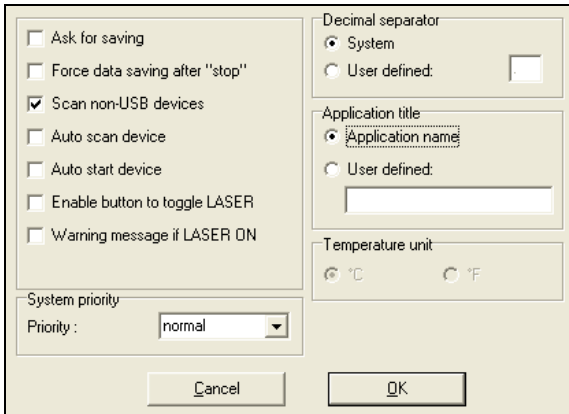 Ask for saving
Force data saving after "stop"
Scan non-USB devices
Auto scan device
Auto start device
Enable button to toggle LASER
Warning message if LASER ON
System priority
Priority : normal
Decimal separator
System
User defined: .
Application title
Application name
User defined:
Temperature unit
°C °F
Cancel OK